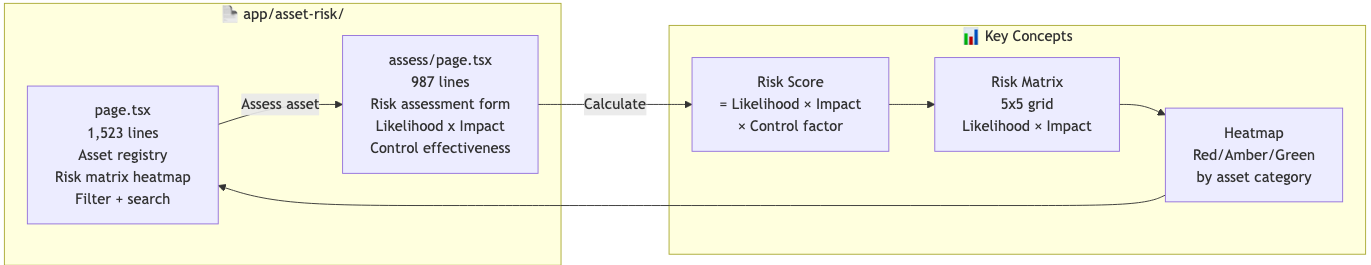 app/asset-risk/
page.tsx
1,523 lines
Asset registry
Risk matrix heatmap
Filter + search
Assess asset
assess/page.tsx
987 lines
Risk assessment form
Likelihood x Impact
Control effectiveness
Calculate
Key Concepts
Risk Score
= Likelihood × Impact
× Control factor
Risk Matrix
5x5 grid
Likelihood × Impact
Heatmap
Red/Amber/Green
by asset category